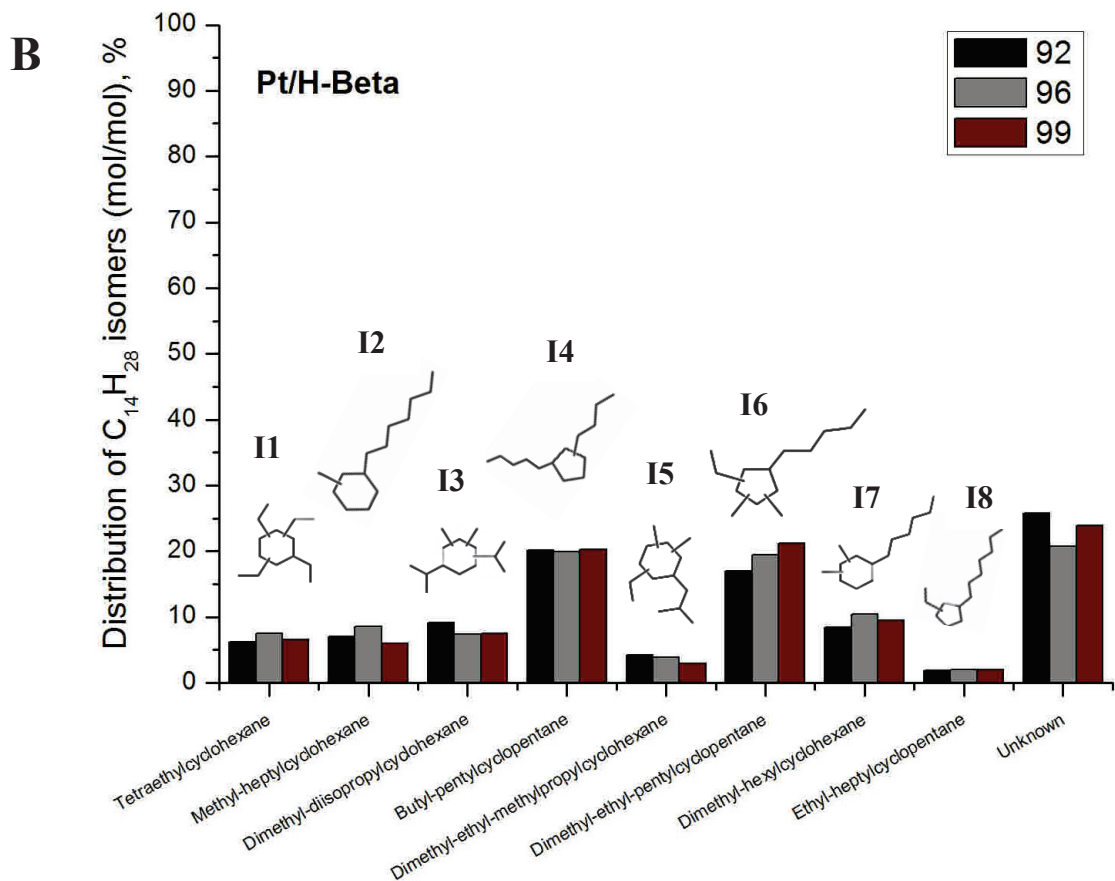 B
Distribution of C14H28 isomers (mol/mol), %
100
90
80
70
60
50
40
30
20
10
0
Pt/H-Beta
92
96
99
I1
I2
I3
I4
I5
I6
I7
I8
Tetraethylcyclohexane
Methyl-heptylcyclohexane
Dimethyl-diisopropylcyclohexane
Butyl-pentylcyclopentane
Dimethyl-ethyl-methylpropylcyclohexane
Dimethyl-ethyl-pentylcyclopentane
Dimethyl-hexylcyclohexane
Ethyl-heptylcyclopentane
Unknown